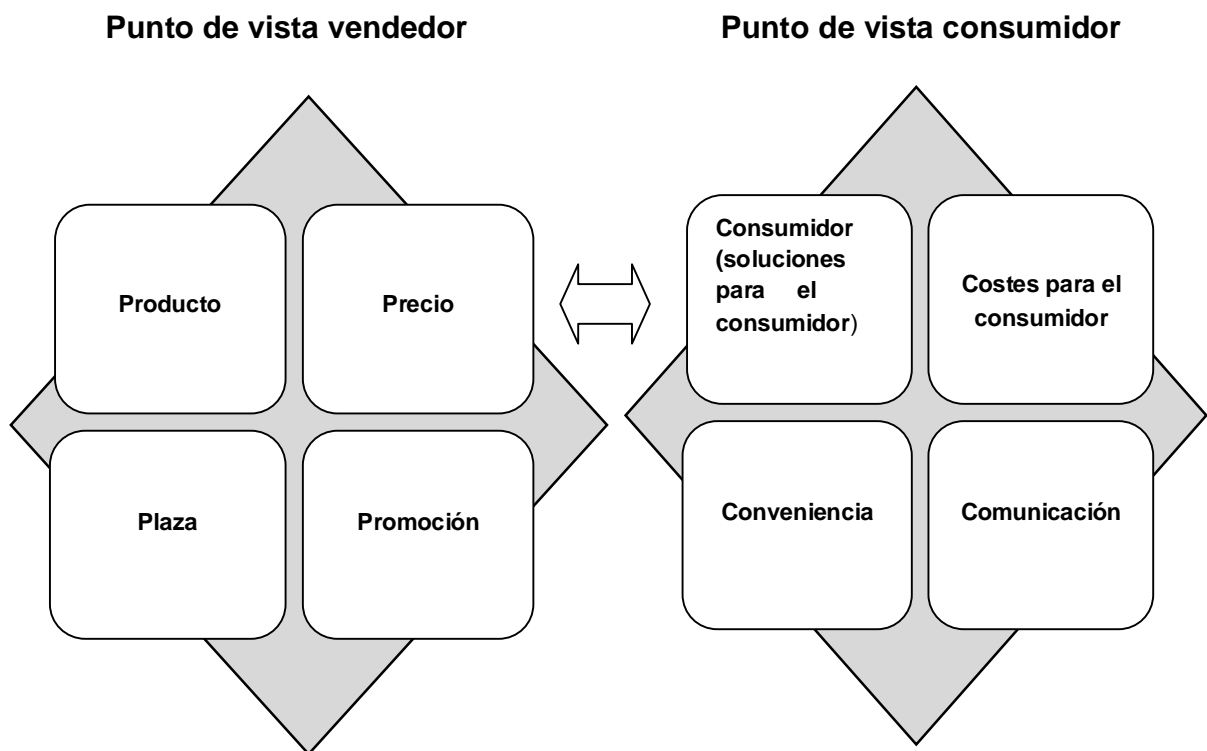 Punto de vista vendedor
Punto de vista consumidor
Producto
Precio
Plaza
Promoción
Consumidor
(soluciones
para el
consumidor)
Costes para el
consumidor
Conveniencia
Comunicación